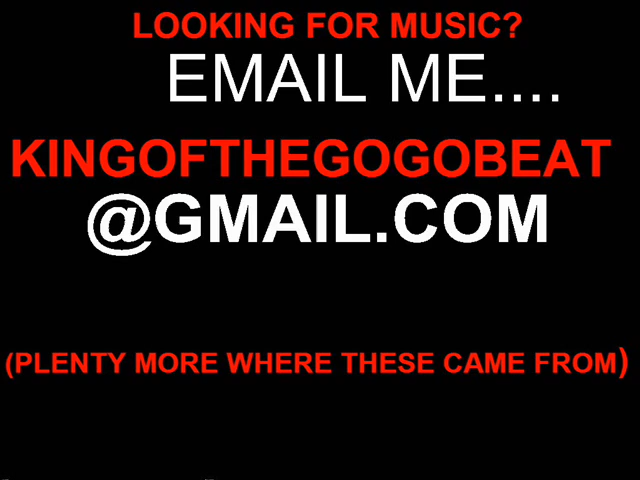 LOOKING FOR MUSIC?
EMAIL ME....
KINGOFTHEGOGOBEAT
@GMAIL.COM
(PLENTY MORE WHERE THESE CAME FROM)